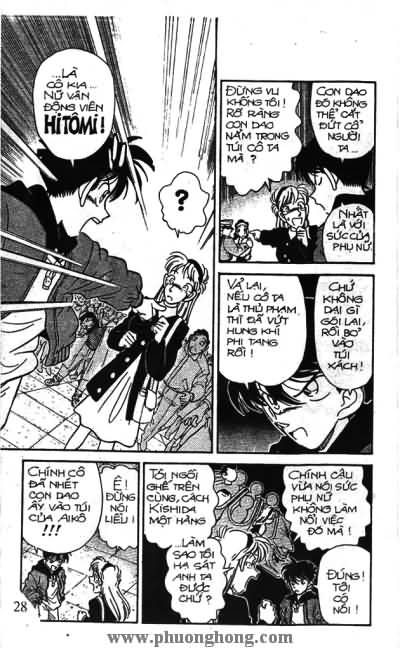 ...LÀ
CÔ KIA...
NỮ VẬN
ĐỘNG VIÊN
HITÔMI!
?
ĐỪNG VU
KHÔNG TÔI!
RÕ RÀNG
CON DAO
NẰM TRONG
TÚI CÔ TA
MÀ?
CON DAO
ĐÓ KHÔNG
THỂ CẮT
ĐỨT CỔ
NGƯỜI
TA...
NHẤT
LÀ VỚI
SỨC CỦA
PHỤ NỮ.
VẢ LẠI,
NẾU CÔ TA
LÀ THỦ PHẠM,
THÌ ĐÃ VỨT
HUNG KHÍ
PHI TANG
RỒI!
CHỨ
KHÔNG
DẠI GÌ
GÓI LẠI,
RỒI BỎ
VÀO
TÚI
XÁCH!
CHÍNH CÔ
ĐÃ NHÉT
CON DAO
ẤY VÀO TÚI
CỦA AIKÔ
!!!
Ê!
ĐỪNG
NÓI
LIỀU!
TÔI NGỒI
GHẾ TRÊN
CÙNG, CÁCH
KISHIDA
MỘT HÀNG
...LÀM
SAO TÔI
HẠ SÁT
ANH TA
ĐƯỢC
CHỨ?
CHÍNH CẬU
VỪA NÓI SỨC
PHỤ NỮ
KHÔNG LÀM
NỔI VIỆC
ĐÓ MÀ!
ĐÚNG!
TÔI
CÓ
NÓI!
28
www.phuonghong.com